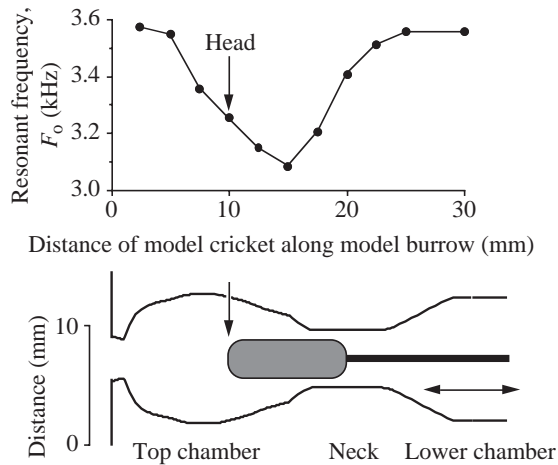 Resonant frequency,
Fo (kHz)
3.6
3.4
3.2
3.0
Head
0
10
20
30
Distance of model cricket along model burrow (mm)
Distance (mm)
10
0
Top chamber
Neck
Lower chamber